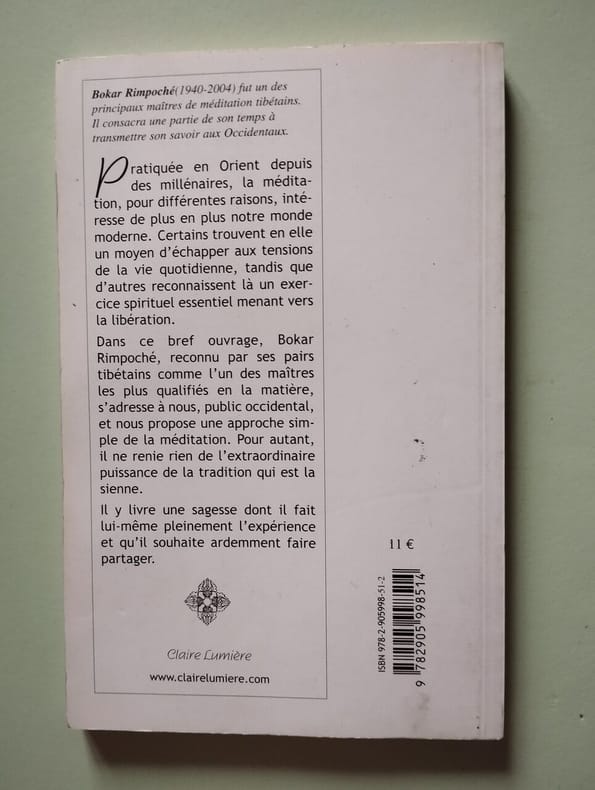 Bokar Rimpoché(1940-2004) fut un des
principaux maîtres de méditation tibétains.
Il consacra une partie de son temps à
transmettre son savoir aux Occidentaux.
Pratiquée en Orient depuis
des millénaires, la médita-
tion, pour différentes raisons, inté-
resse de plus en plus notre monde
moderne. Certains trouvent en elle
un moyen d'échapper aux tensions
de la vie quotidienne, tandis que
d'autres reconnaissent là un exer-
cice spirituel essentiel menant vers
la libération.
Dans ce bref ouvrage, Bokar
Rimpoché, reconnu par ses pairs
tibétains comme l'un des maîtres
les plus qualifiés en la matière,
s'adresse à nous, public occidental,
et nous propose une approche sim-
ple de la méditation. Pour autant,
il ne renie rien de l'extraordinaire
puissance de la tradition qui est la
sienne.
Il y livre une sagesse dont il fait
lui-même pleinement l'expérience
et qu'il souhaite ardemment faire
partager.
Claire Lumière
www.clairelumiere.com
11 €
ISBN 978-2-905998-51-2
9 782905 998514